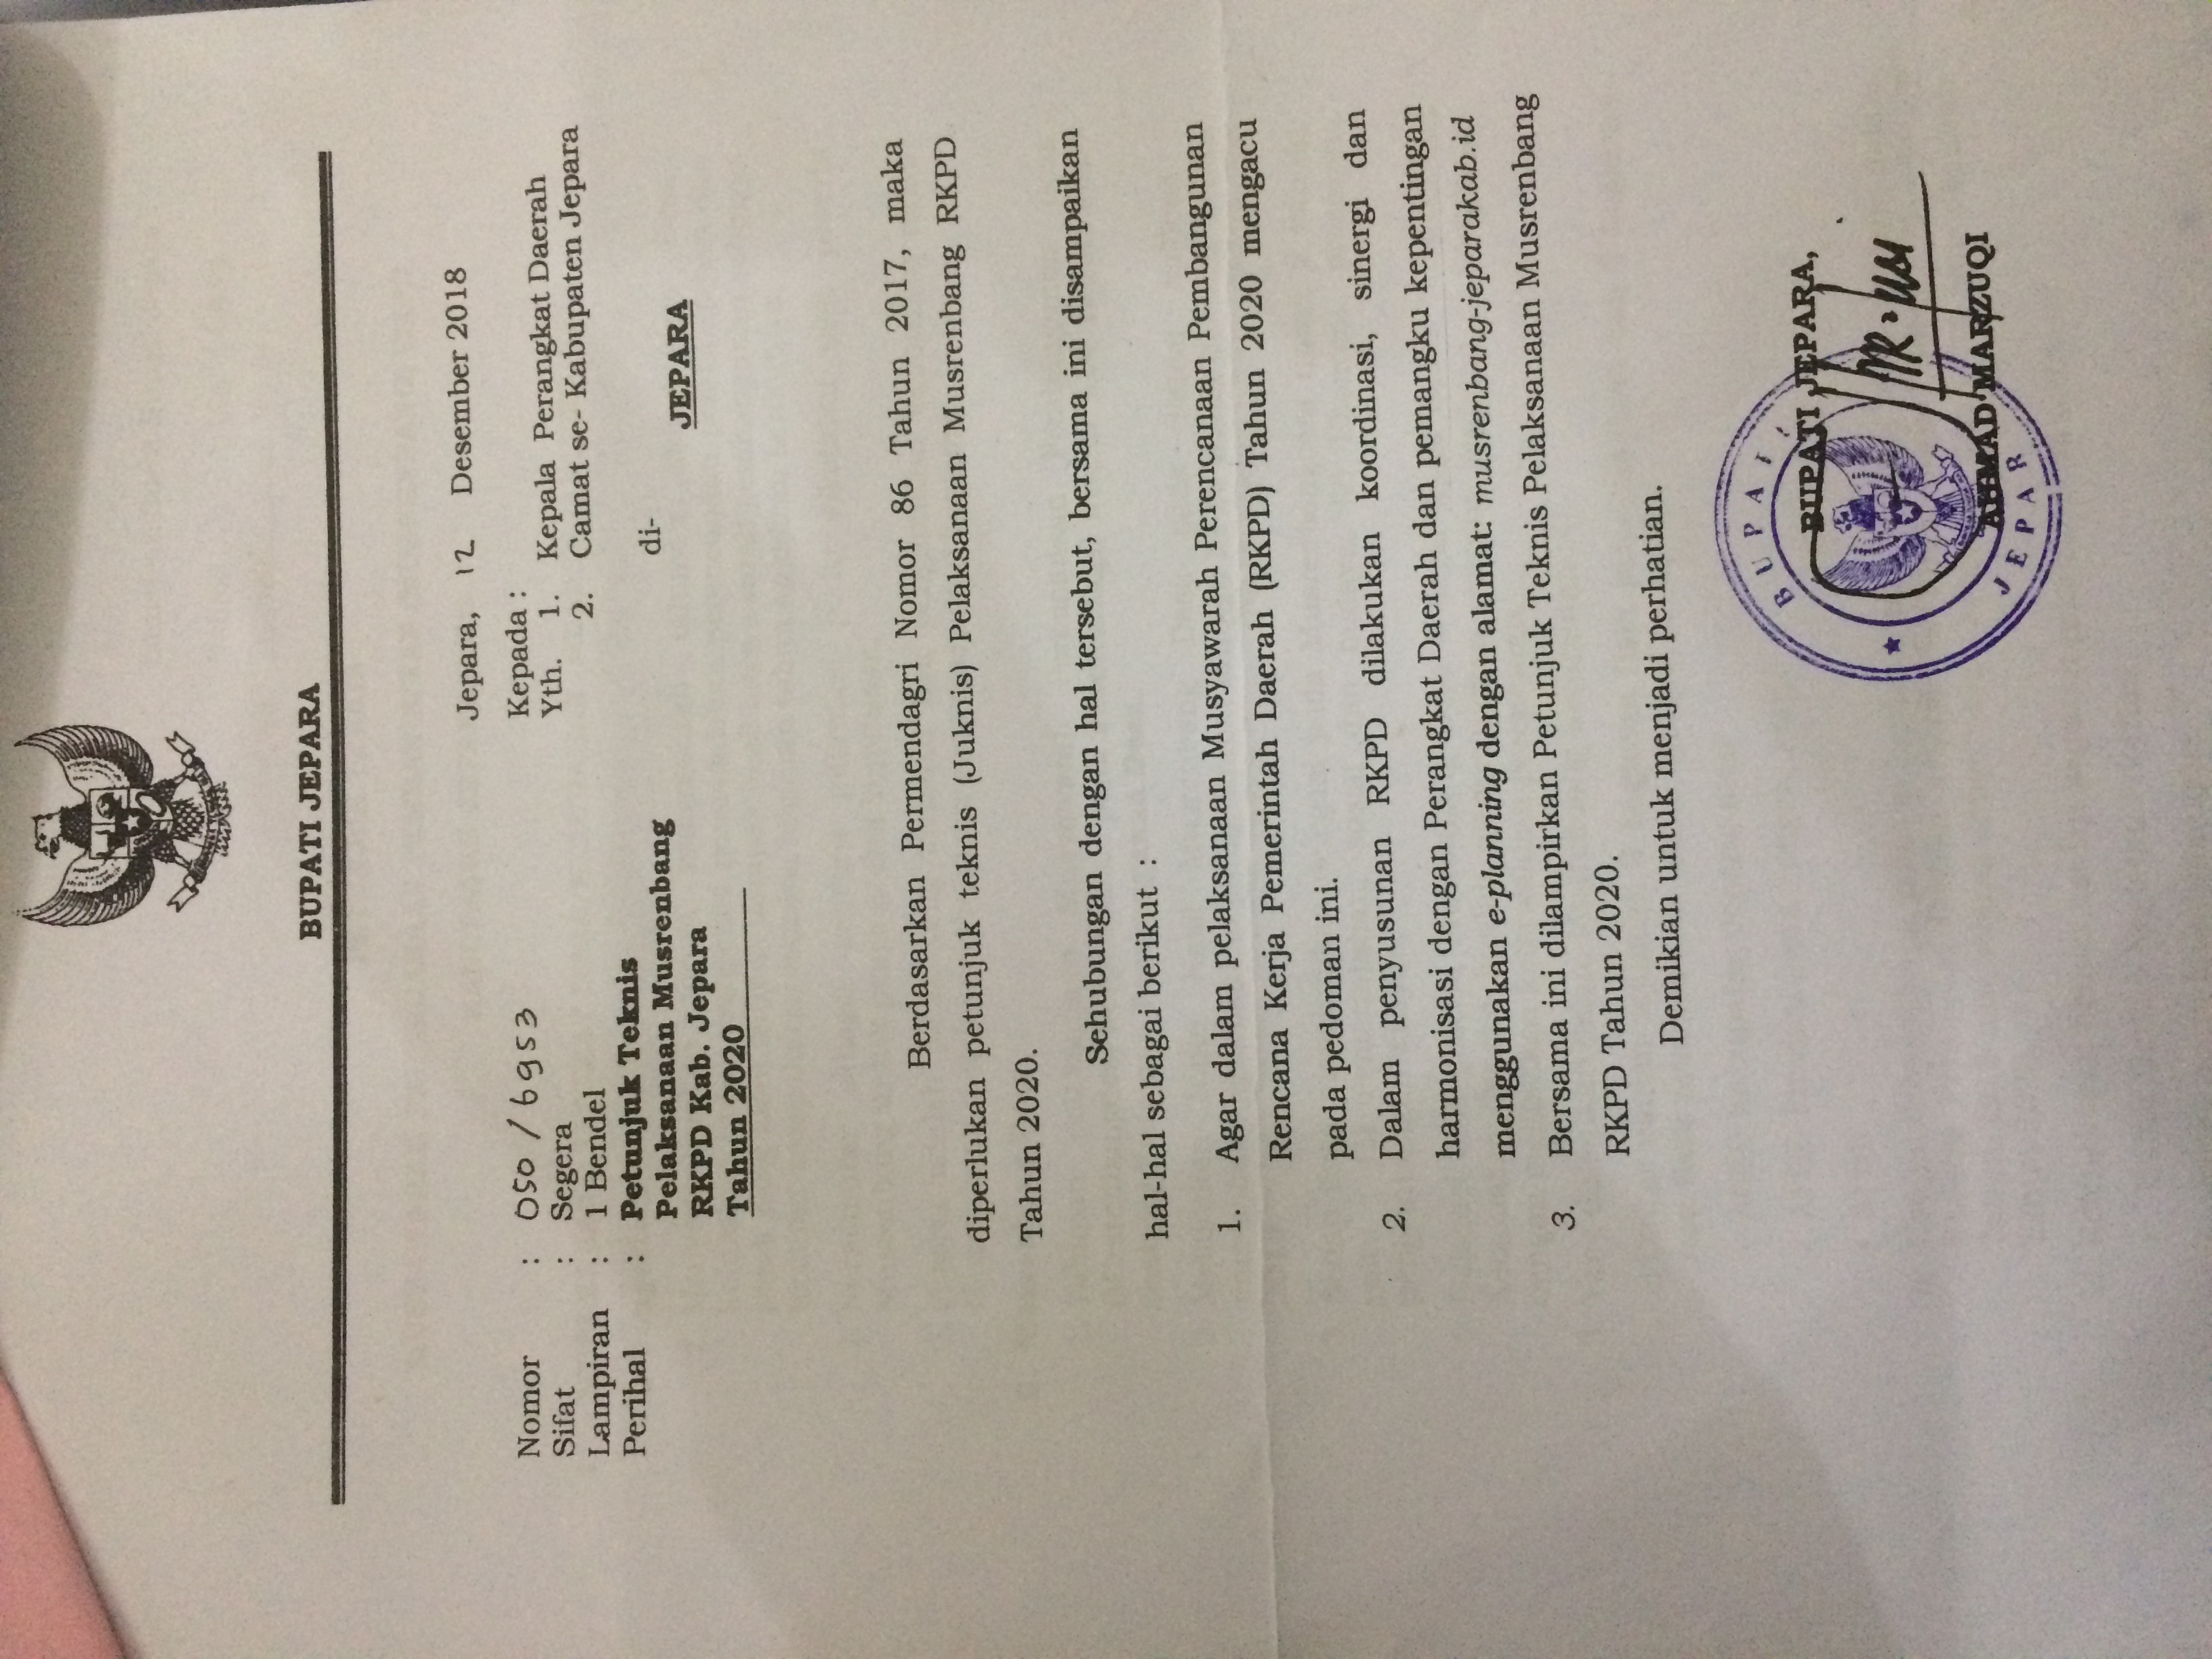 BUPATI JEPARA
Jepara, 12 Desember 2018
Kepada :
Yth. 1. Kepala Perangkat Daerah
2. Camat se- Kabupaten Jepara
di-
JEPARA
Nomor : 050 / 6953
Sifat : Segera
Lampiran : 1 Bendel
Perihal : Petunjuk Teknis
Pelaksanaan Musrenbang
RKPD Kab. Jepara
Tahun 2020
Berdasarkan Permendagri Nomor 86 Tahun 2017, maka
diperlukan petunjuk teknis (Juknis) Pelaksanaan Musrenbang RKPD
Tahun 2020.
Sehubungan dengan hal tersebut, bersama ini disampaikan
hal-hal sebagai berikut :
1. Agar dalam pelaksanaan Musyawarah Perencanaan Pembangunan
Rencana Kerja Pemerintah Daerah (RKPD) Tahun 2020 mengacu
pada pedoman ini.
2. Dalam penyusunan RKPD dilakukan koordinasi, sinergi dan
harmonisasi dengan Perangkat Daerah dan pemangku kepentingan
menggunakan e-planning dengan alamat: musrenbang-jeparakab.id
3. Bersama ini dilampirkan Petunjuk Teknis Pelaksanaan Musrenbang
RKPD Tahun 2020.
Demikian untuk menjadi perhatian.
BUPATI
BUPATI JEPARA,
AHMAD MARZUQI
JEPAR